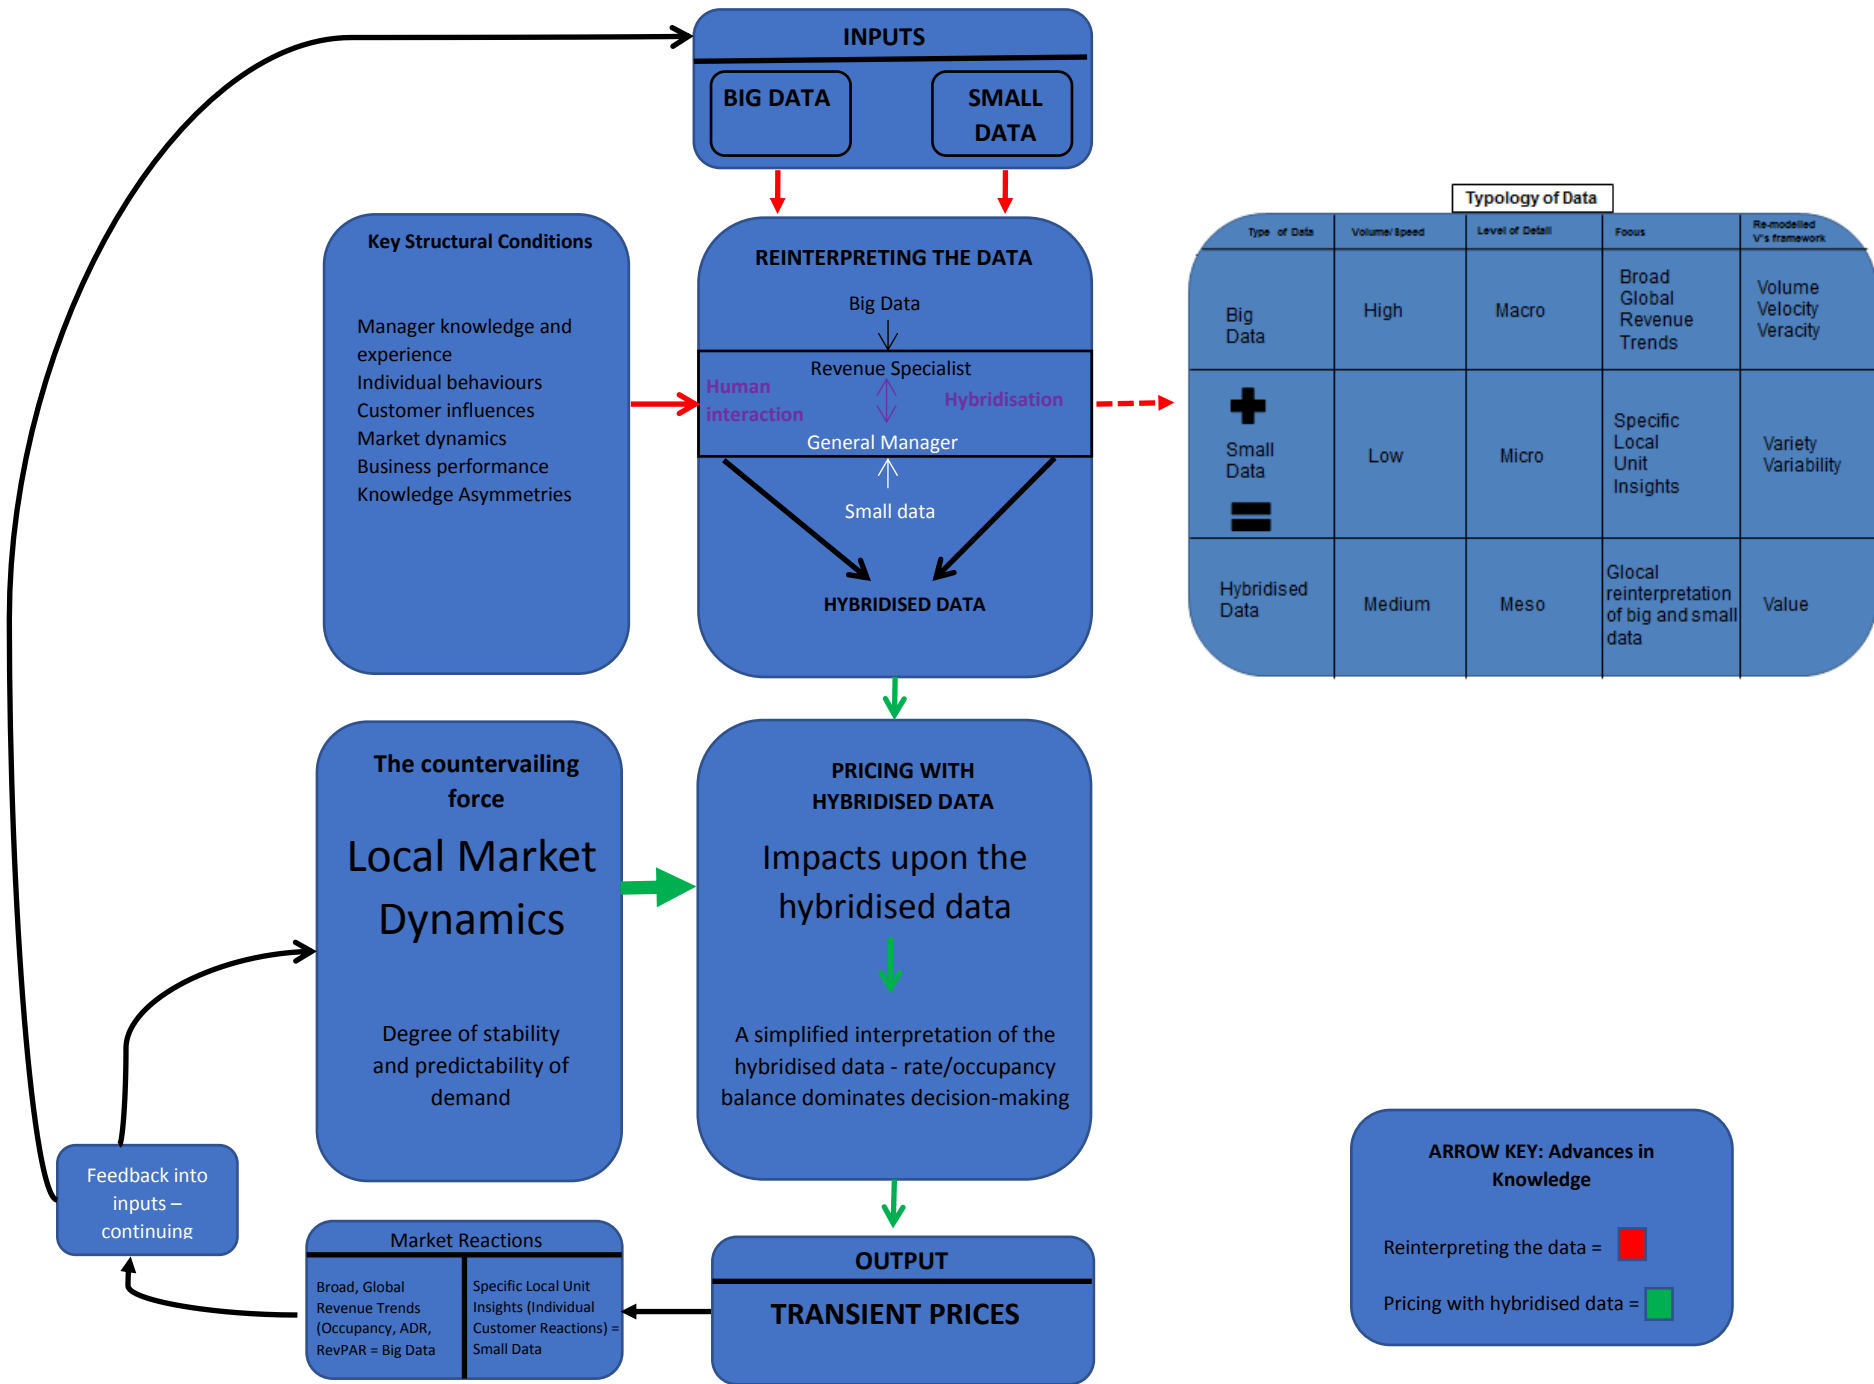 INPUTS
BIG DATA
SMALL
DATA
Key Structural Conditions
Manager knowledge and
experience
Individual behaviours
Customer influences
Market dynamics
Business performance
Knowledge Asymmetries
REINTERPRETING THE DATA
Big Data
Revenue Specialist
Human
interaction
Hybridisation
General Manager
Small data
HYBRIDISED DATA
Typology of Data
Type of Data
Volume/Speed
Level of Detail
Focus
Re-modelled
V's framework
Big
Data
High
Macro
Broad
Global
Revenue
Trends
Volume
Velocity
Veracity
Small
Data
Low
Micro
Specific
Local
Unit
Insights
Variety
Variability
Hybridised
Data
Medium
Meso
Glocal
reinterpretation
of big and small
data
Value
The countervailing
force
Local Market
Dynamics
Degree of stability
and predictability of
demand
PRICING WITH
HYBRIDISED DATA
Impacts upon the
hybridised data
A simplified interpretation of the
hybridised data - rate/occupancy
balance dominates decision-making
Feedback into
inputs –
continuing
Market Reactions
Broad, Global
Revenue Trends
(Occupancy, ADR,
RevPAR = Big Data
Specific Local Unit
Insights (Individual
Customer Reactions) =
Small Data
OUTPUT
TRANSIENT PRICES
ARROW KEY: Advances in
Knowledge
Reinterpreting the data =
Pricing with hybridised data =